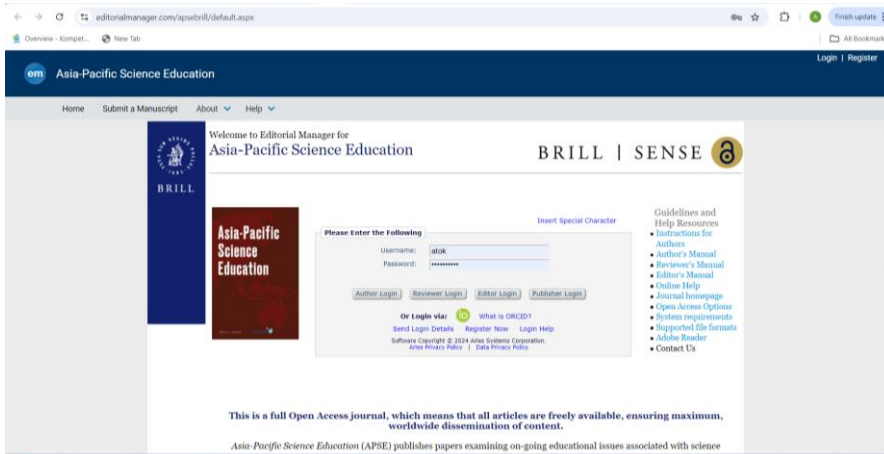 editorialmanager.com/apsebrill/default.aspx
Finish update
Overview - Kompet...
New Tab
All Bookmark
Login | Register
em
Asia-Pacific Science Education
Home Submit a Manuscript About Help
Welcome to Editorial Manager for
Asia-Pacific Science Education
BRILL | SENSE
BRILL
Asia-Pacific
Science
Education
Insert Special Character
Please Enter the Following
Username: atok
Password: ••••••••••
Author Login Reviewer Login Editor Login Publisher Login
Or Login via: iD What is ORCID?
Send Login Details Register Now Login Help
Software Copyright © 2024 Aries Systems Corporation.
Aries Privacy Policy | Data Privacy Policy
Guidelines and
Help Resources
Instructions for
Authors
Author's Manual
Reviewer's Manual
Editor's Manual
Online Help
Journal homepage
Open Access Options
System requirements
Supported file formats
Adobe Reader
Contact Us
This is a full Open Access journal, which means that all articles are freely available, ensuring maximum,
worldwide dissemination of content.
Asia-Pacific Science Education (APSE) publishes papers examining on-going educational issues associated with science